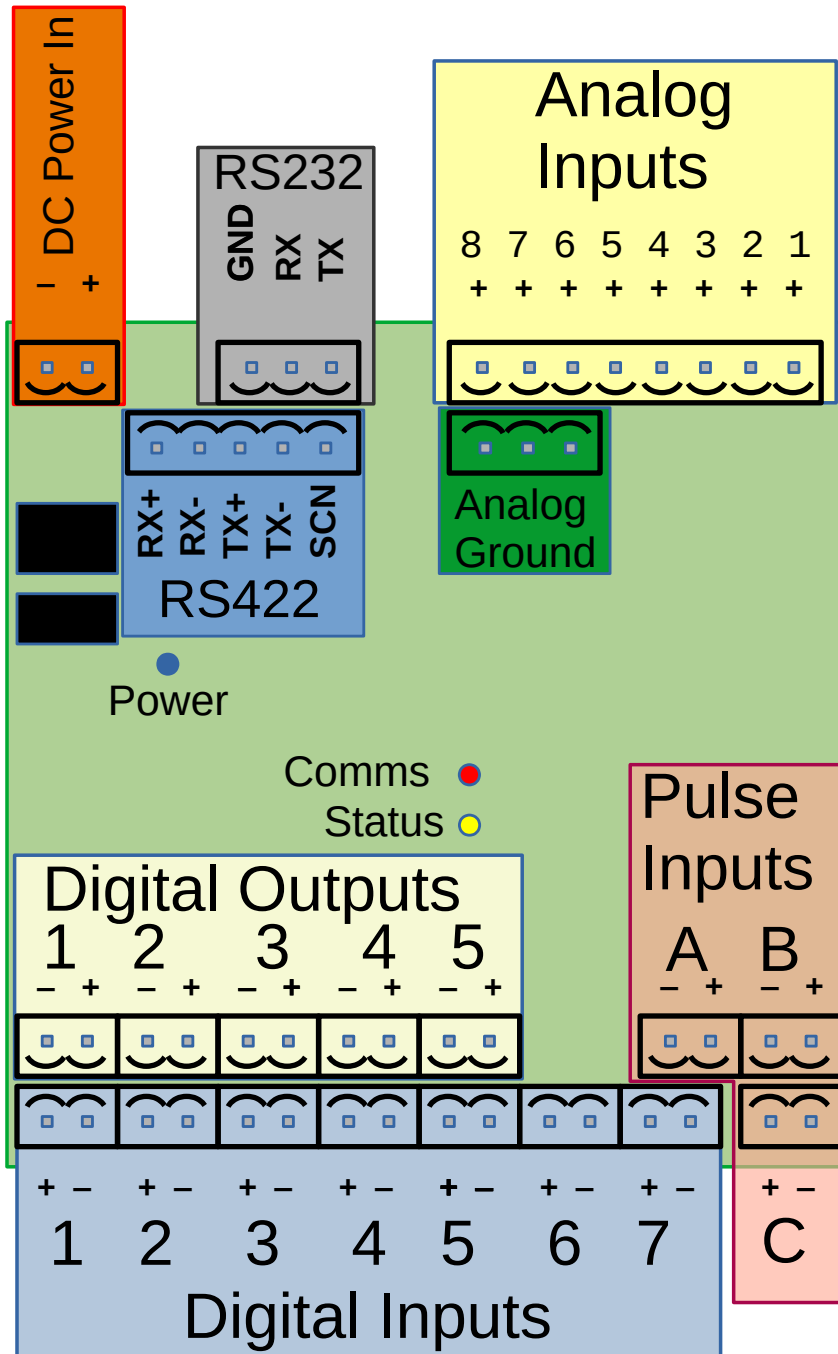 DC Power In
– +
RS232
GND
RX
TX
Analog
Inputs
8 7 6 5 4 3 2 1
+ + + + + + + +
RX+
RX-
TX+
TX-
SCN
RS422
Analog
Ground
Power
Comms
Status
Digital Outputs
1 2 3 4 5
– + – + – + – + – +
Pulse
Inputs
A B
– + – +
+ – + – + – + – + – + – + –
1 2 3 4 5 6 7
Digital Inputs
+ –
C